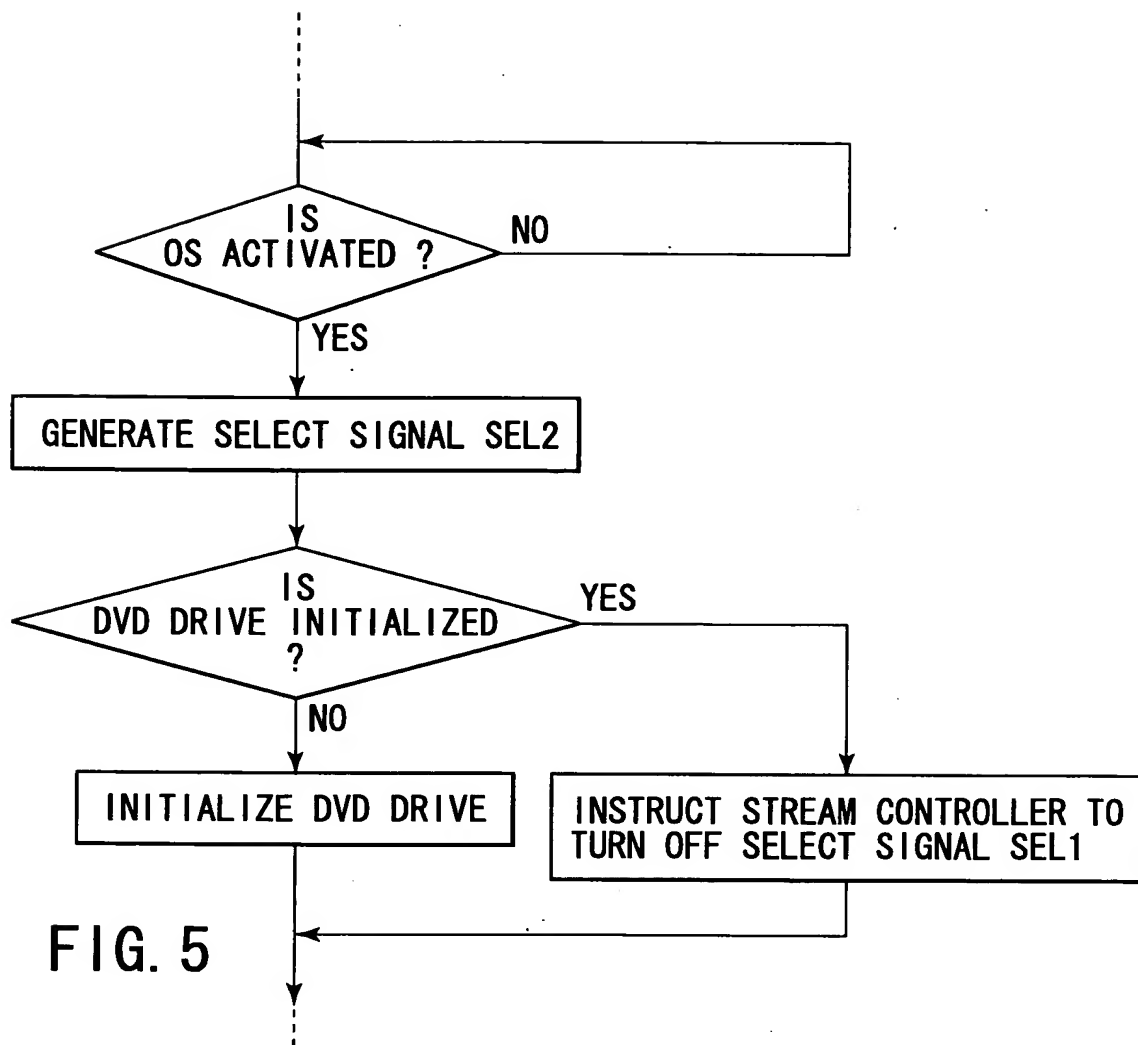 IS
OS ACTIVATED ?
NO
YES
GENERATE SELECT SIGNAL SEL2
IS
DVD DRIVE INITIALIZED
?
YES
NO
INITIALIZE DVD DRIVE
INSTRUCT STREAM CONTROLLER TO
TURN OFF SELECT SIGNAL SEL1
FIG. 5